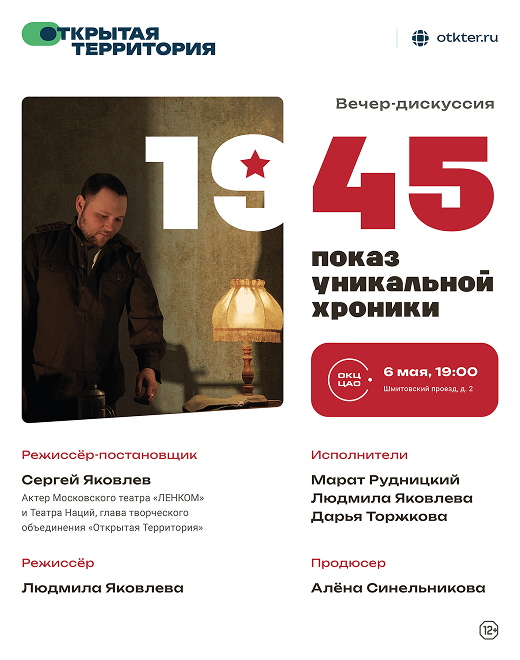 ОТКРЫТАЯ
ТЕРРИТОРИЯ
otkter.ru
Вечер-дискуссия
1945
показ
уникальной
хроники
ОКЦ
ЦАО
6 мая, 19:00
Шмитовский проезд, д. 2
Режиссёр-постановщик
Сергей Яковлев
Актер Московского театра «ЛЕНКОМ»
и Театра Наций, глава творческого
объединения «Открытая Территория»
Исполнители
Марат Рудницкий
Людмила Яковлева
Дарья Торжкова
Режиссёр
Людмила Яковлева
Продюсер
Алёна Синельникова
12+